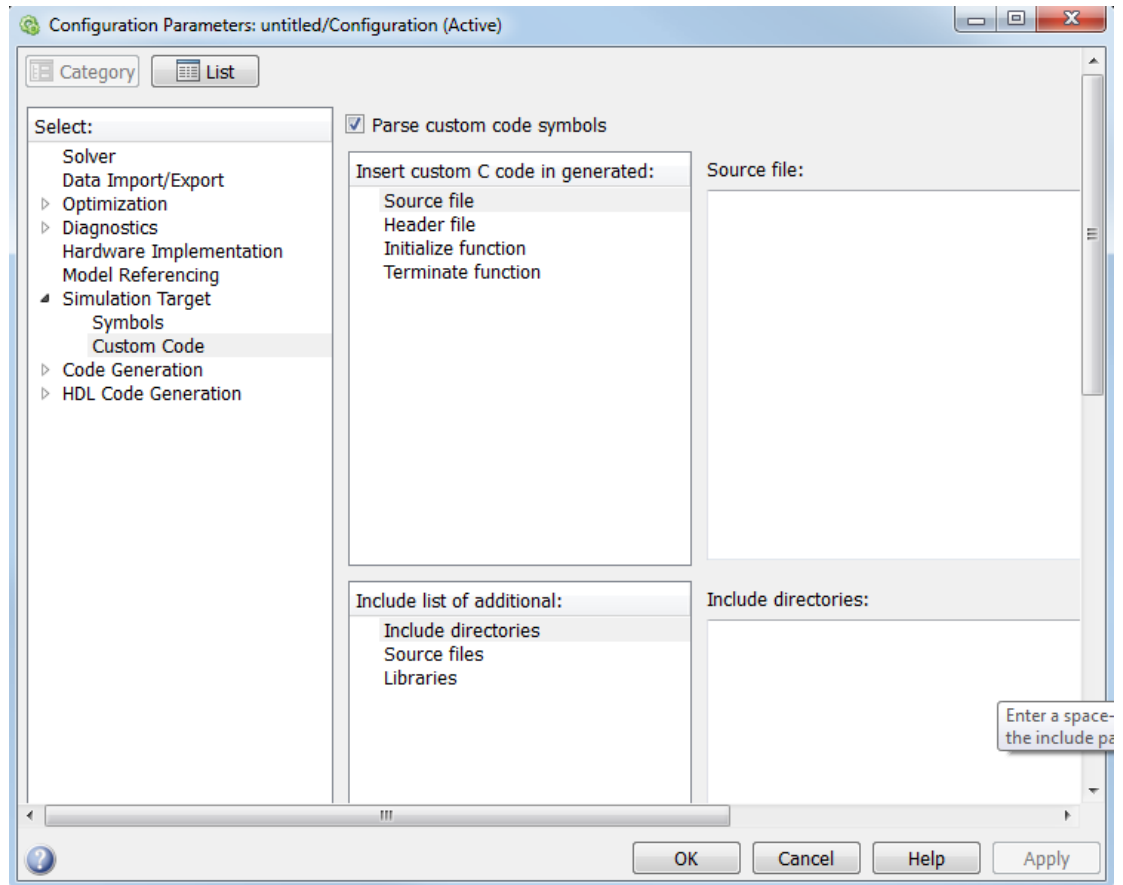 Configuration Parameters: untitled/Configuration (Active)
Category
List
Select:
Solver
Data Import/Export
Optimization
Diagnostics
Hardware Implementation
Model Referencing
Simulation Target
Symbols
Custom Code
Code Generation
HDL Code Generation
Parse custom code symbols
Insert custom C code in generated:
Source file
Header file
Initialize function
Terminate function
Source file:
Include list of additional:
Include directories
Source files
Libraries
Include directories:
Enter a space-
the include pa
OK
Cancel
Help
Apply